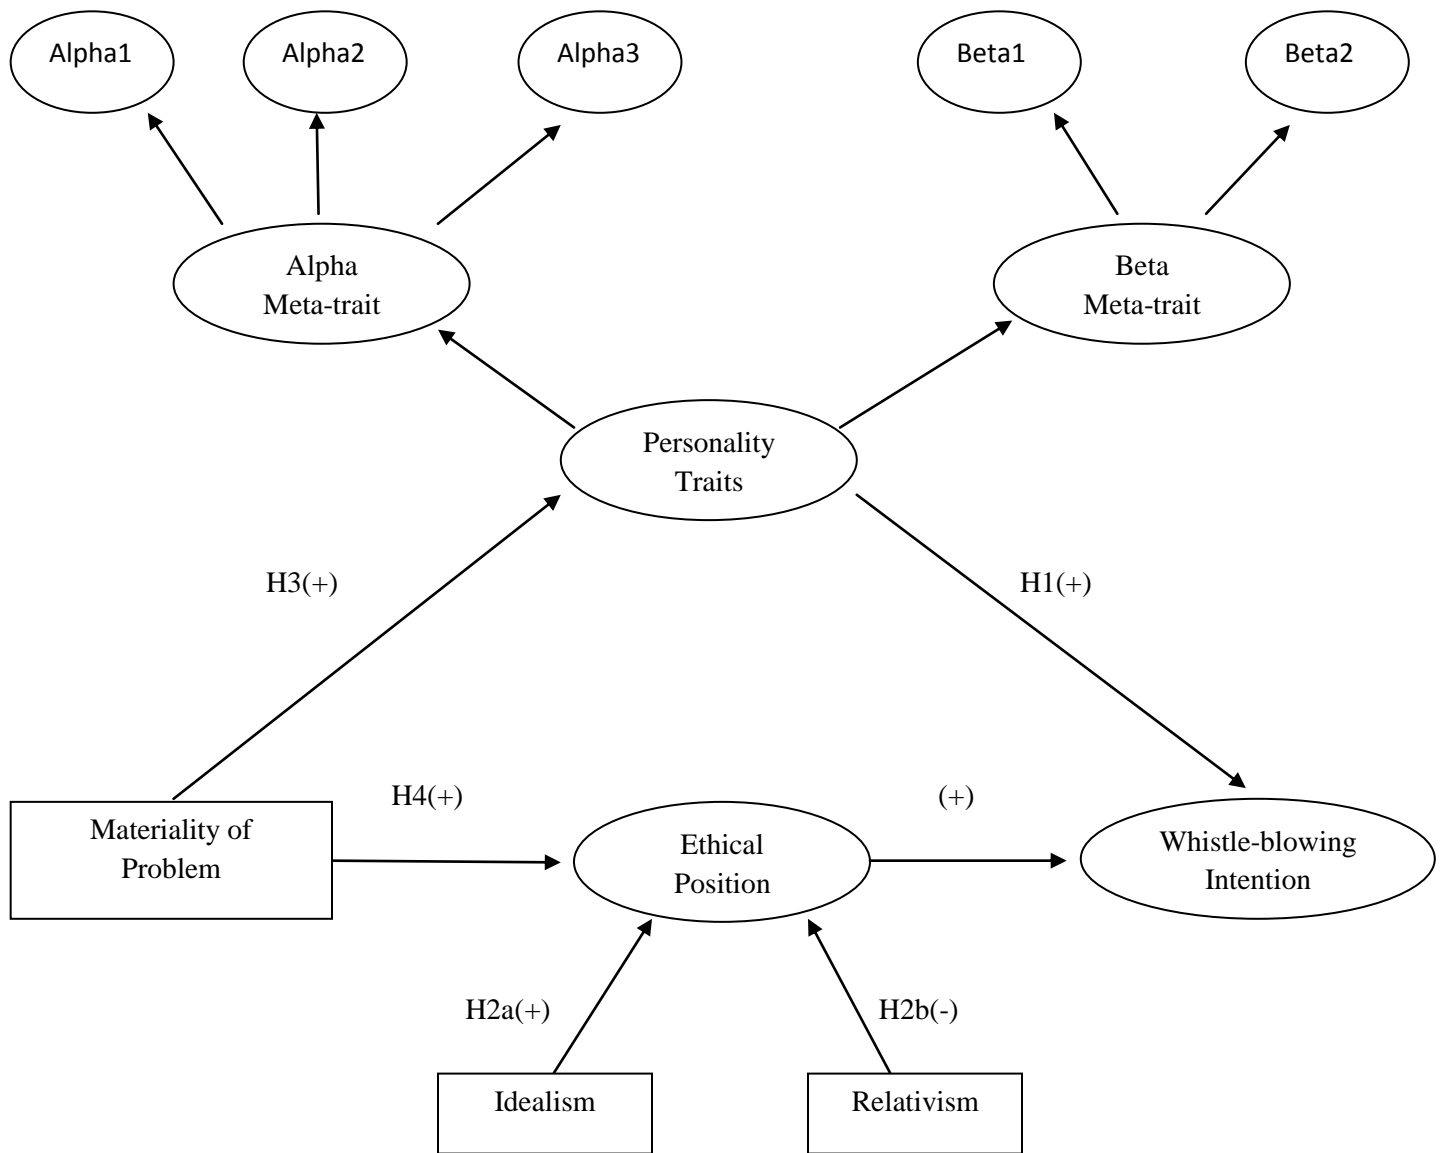 Alpha1
Alpha2
Alpha3
Beta1
Beta2
Alpha
Meta-trait
Beta
Meta-trait
Personality
Traits
H3(+)
H1(+)
H4(+)
(+)
Materiality of
Problem
Ethical
Position
Whistle-blowing
Intention
H2a(+)
H2b(-)
Idealism
Relativism